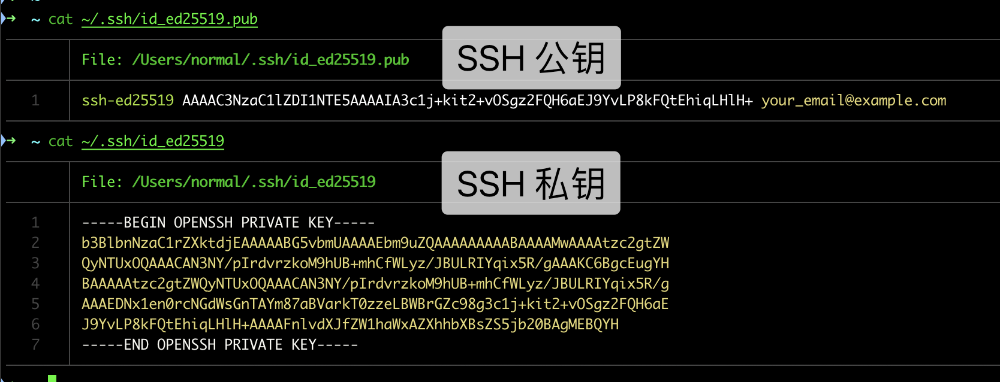 ~
➜ ~ cat ~/.ssh/id_ed25519.pub
File: /Users/normal/.ssh/id_ed25519.pub
SSH 公钥
1 ssh-ed25519 AAAAC3NzaC1lZDI1NTE5AAAAIA3c1j+kit2+vOSgz2FQH6aEJ9YvLP8kFQtEhiqLHlH+ your_email@example.com
➜ ~ cat ~/.ssh/id_ed25519
File: /Users/normal/.ssh/id_ed25519
SSH 私钥
1 -----BEGIN OPENSSH PRIVATE KEY-----
2 b3BlbnNzaC1rZXktdjEAAAAABG5vbmUAAAAEbm9uZQAAAAAAAAABAAAAMwAAAAtzc2gtZW
3 QyNTUxOQAAACAN3NY/pIrdvrzkoM9hUB+mhCfWLyz/JBULRIYqix5R/gAAAKC6BgcEugYH
4 BAAAAAtzc2gtZWQyNTUxOQAAACAN3NY/pIrdvrzkoM9hUB+mhCfWLyz/JBULRIYqix5R/g
5 AAAEDNx1en0rcNGdWsGnTAYm87aBVarkT0zzeLBWBrGZc98g3c1j+kit2+vOSgz2FQH6aE
6 J9YvLP8kFQtEhiqLHlH+AAAAFnlvdXJfZW1haWxAZXhhbXBsZS5jb20BAgMEBQYH
7 -----END OPENSSH PRIVATE KEY-----